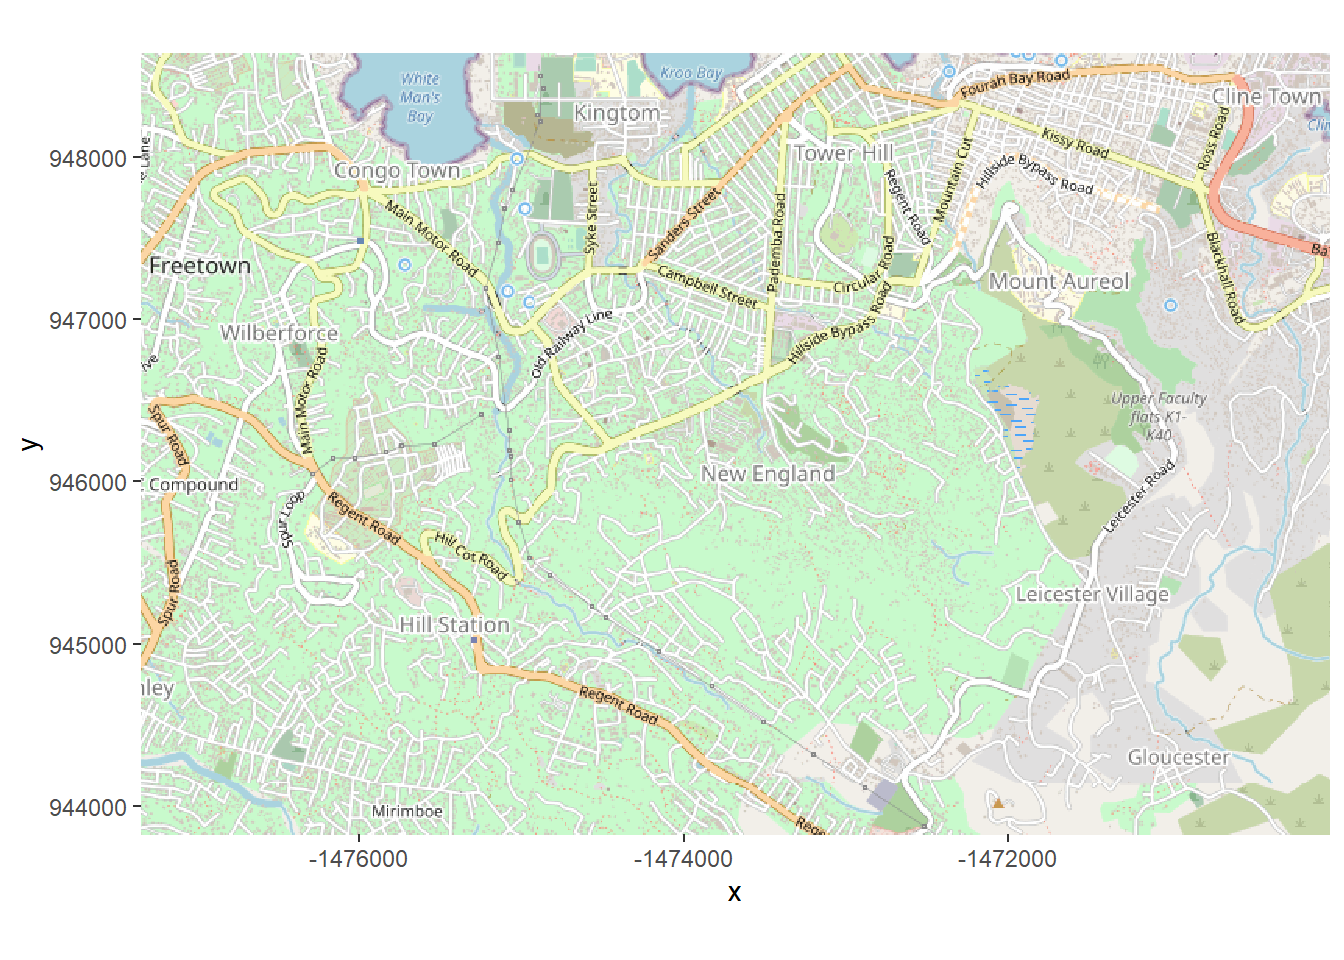 White
Man's
Bay
Kroo Bay
Kingtom
Fourah Bay Road
Cline Town
Kissy Road
Ross Road
Tower Hill
Mountain Cut
Hillside Bypass Road
Regent Road
Congo Town
Main Motor Road
Syke Street
Sanders Street
Pademba Road
Freetown
Campbell Street
Circular Road
Mount Aureol
Blackhall Road
Wilberforce
Old Railway Line
Hillside Bypass Road
Main Motor Road
Upper Faculty
flats K1-
K40
Spur Road
New England
Compound
Leicester Road
Spur Loop
Regent Road
Hill Cot Road
Spur Road
Leicester Village
Hill Station
Regent Road
Gloucester
Mirimboe
948000
947000
946000
945000
944000
y
-1476000
-1474000
-1472000
x